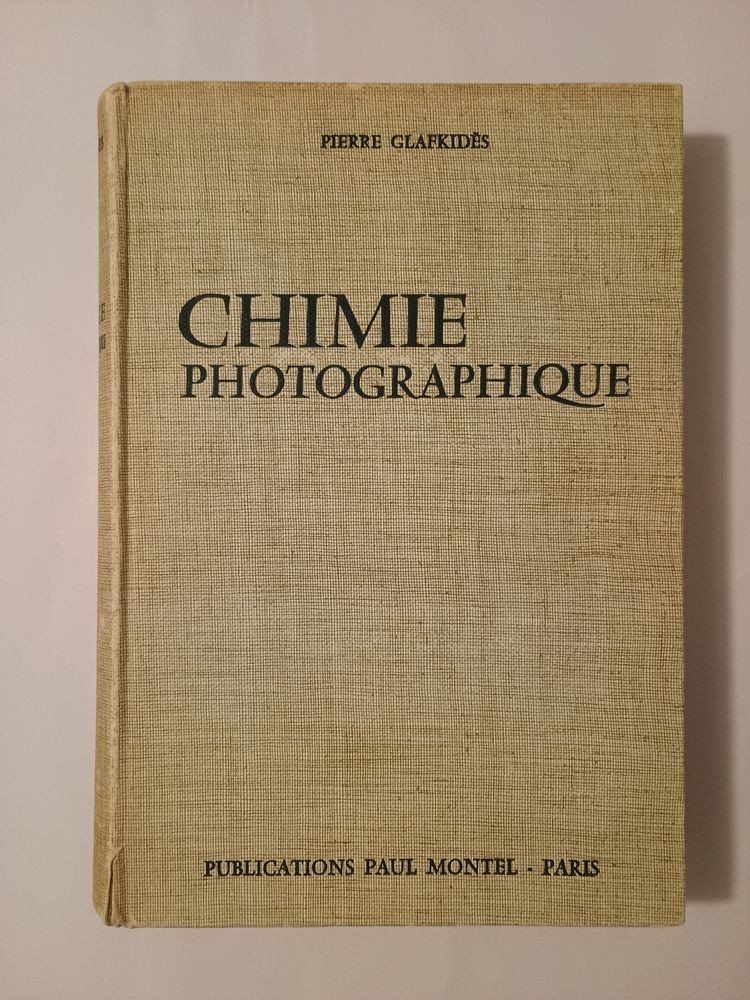 PIERRE GLAFKIDÈS
CHIMIE
PHOTOGRAPHIQUE
PUBLICATIONS PAUL MONTEL - PARIS